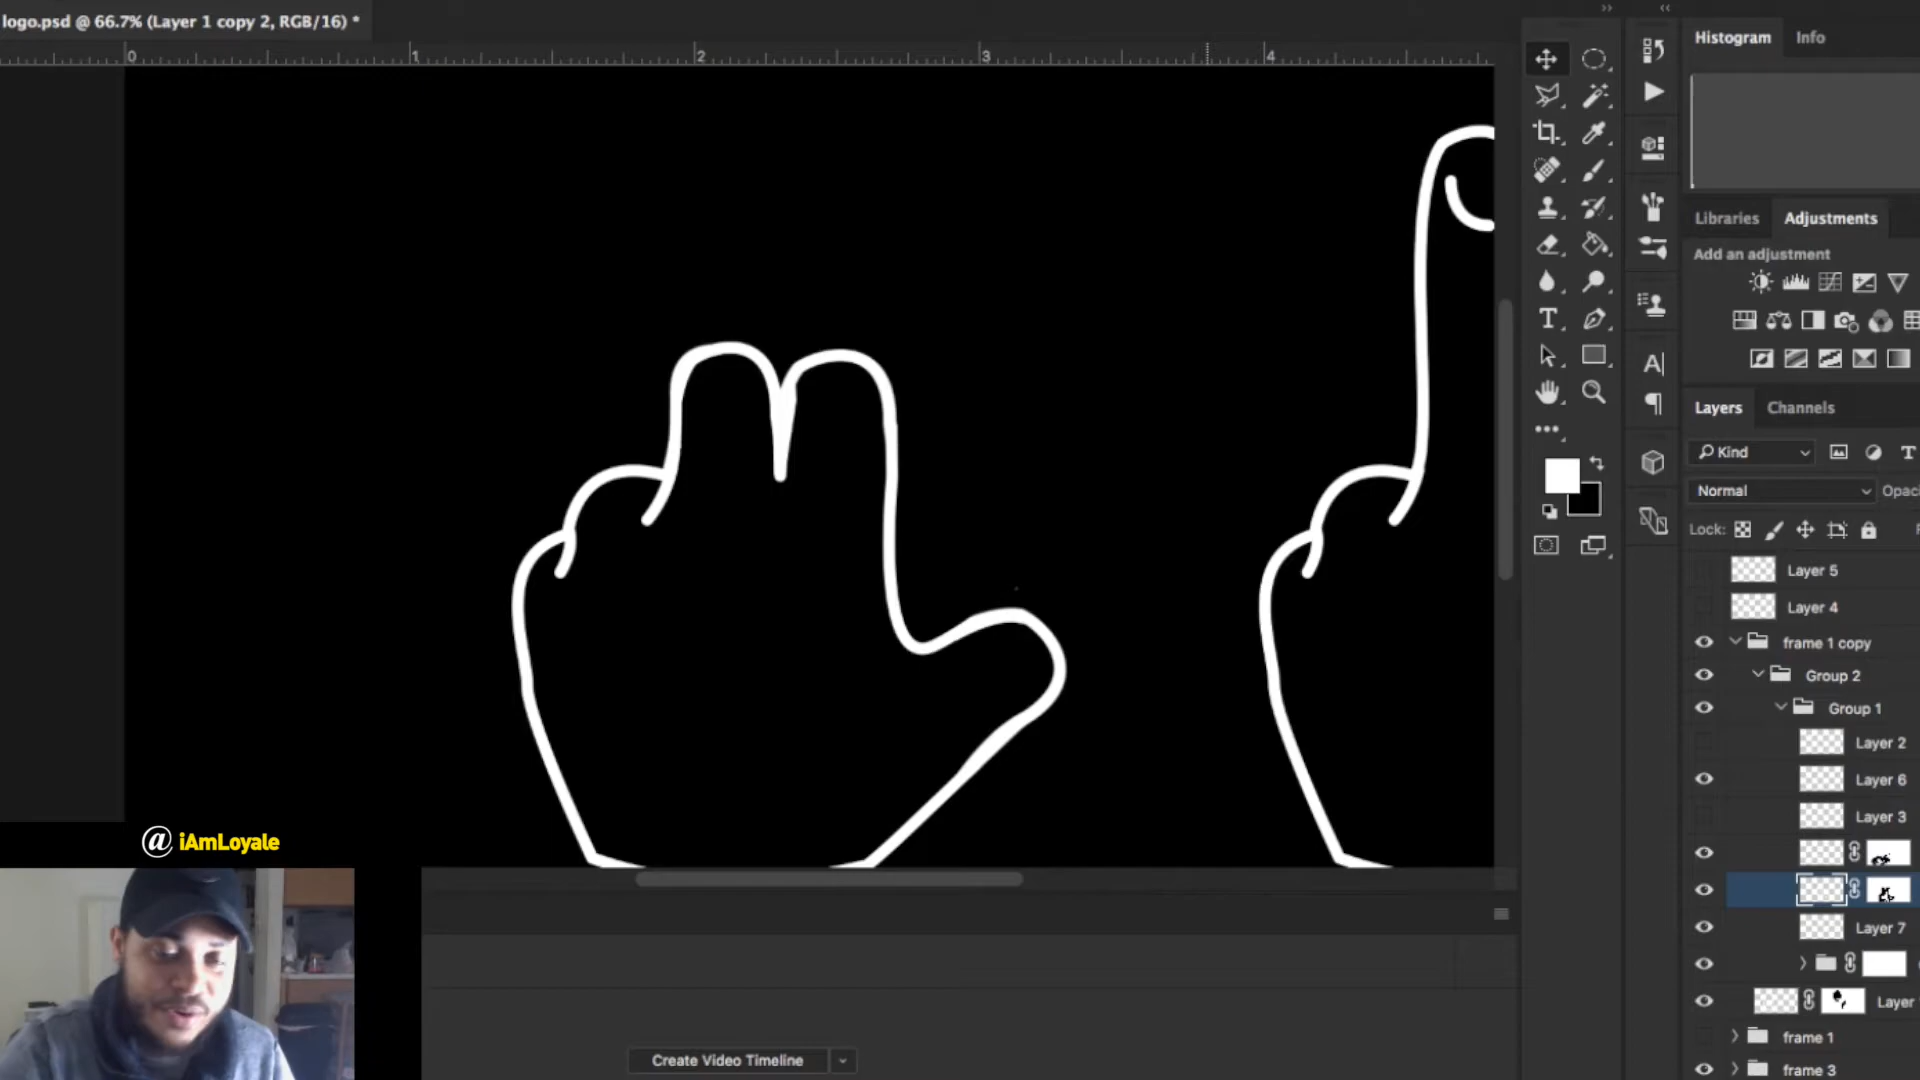 logo.psd @ 66.7% (Layer 1 copy 2, RGB/16) *
0 1 2 3 4
Histogram Info
Libraries Adjustments
Add an adjustment
Layers Channels
Kind
Normal Opac
Lock:
Layer 5
Layer 4
frame 1 copy
Group 2
Group 1
Layer 2
Layer 6
Layer 3
Layer 7
Layer
frame 1
frame 3
@ iAmLoyale
Create Video Timeline